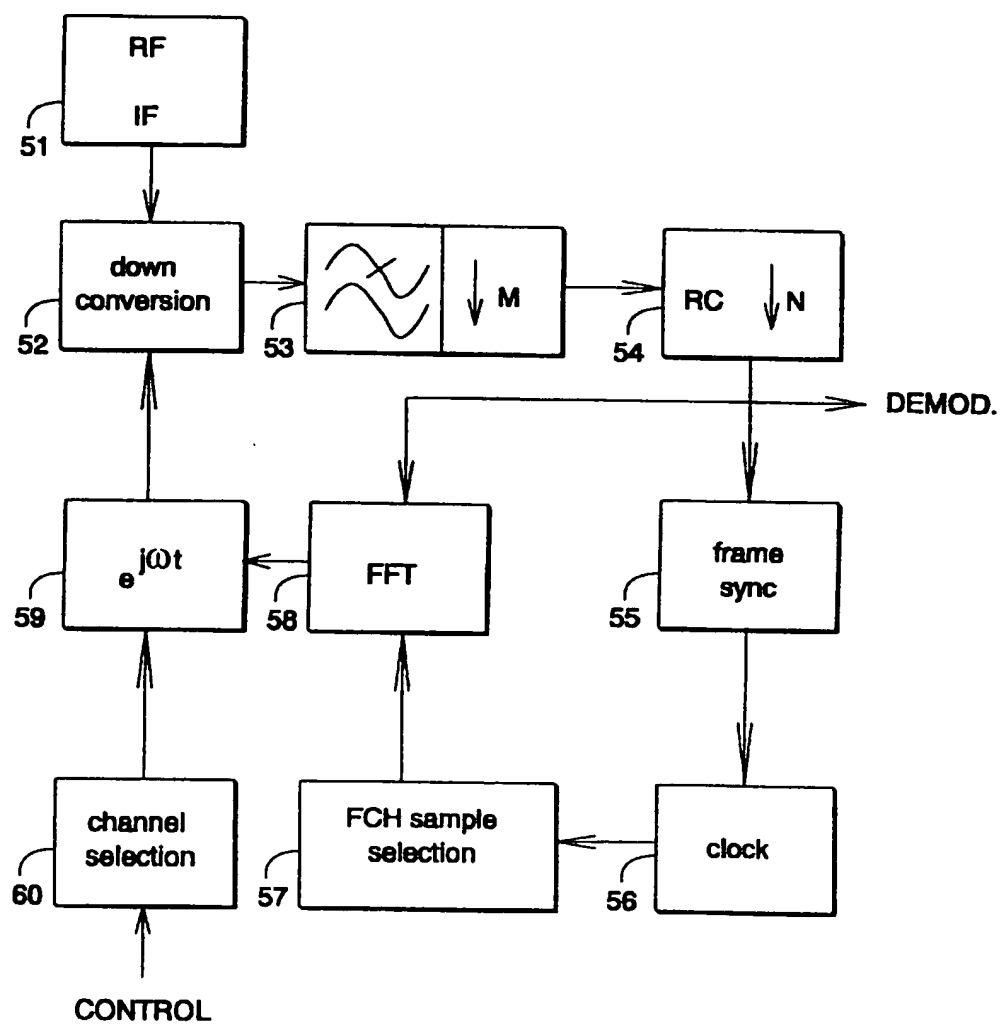 RF
IF
51
down
conversion
52
53
↓ M
RC ↓ N
54
DEMOD.
e^jωt
59
FFT
58
frame
sync
55
channel
selection
60
FCH sample
selection
57
clock
56
CONTROL